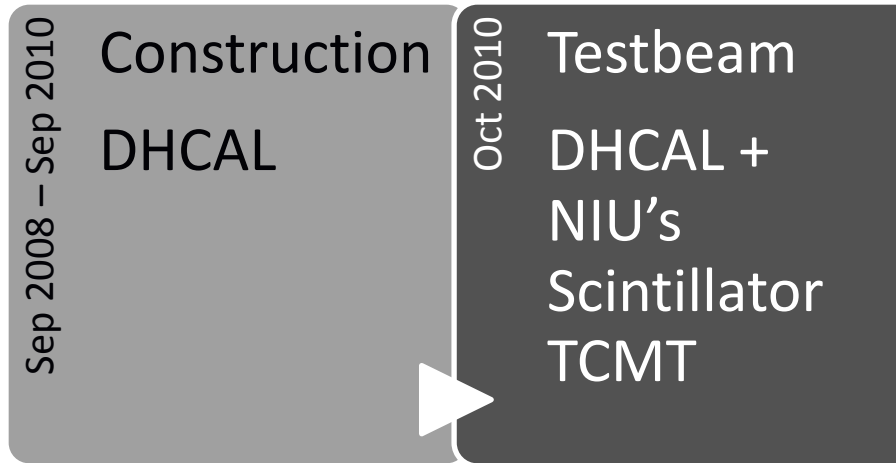 Sep 2008 – Sep 2010
Construction
DHCAL
Oct 2010
Testbeam
DHCAL +
NIU’s
Scintillator
TCMT